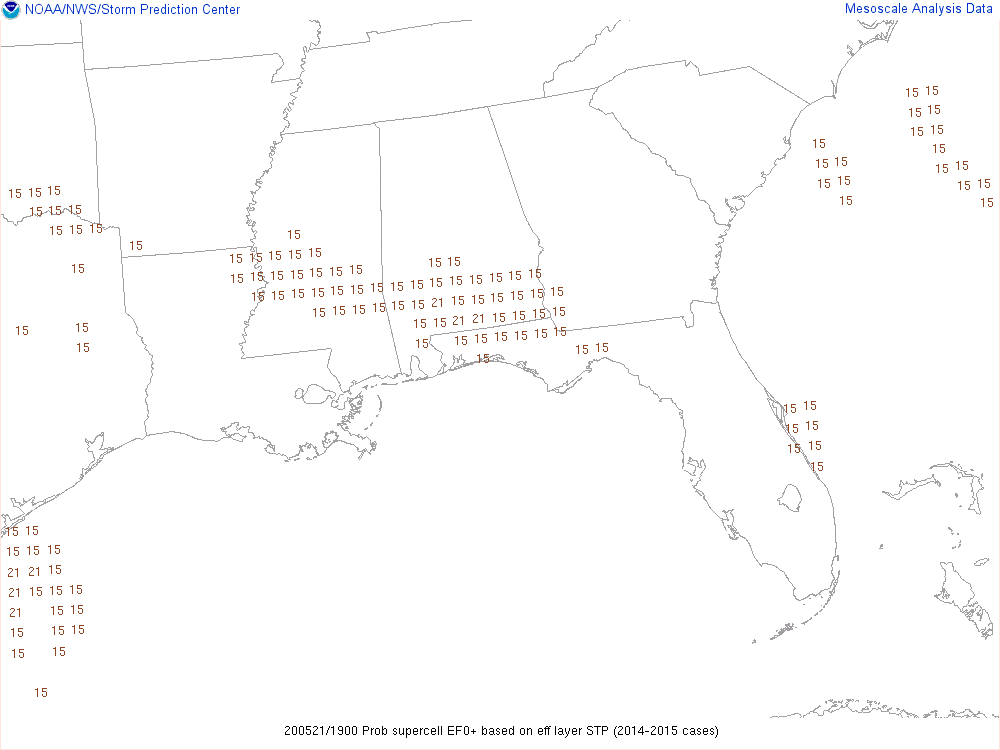 NOAA/NWS/Storm Prediction Center
Mesoscale Analysis Data
15 15
15 15
15 15
15
15
15 15
15 15
15 15
15 15
15 15
15
15 15 15
15 15 15
15 15 15
15
15
15 15 15 15 15
15 15
15
15 15 15 15 15 15 15
15 15 15 15 15 15 15 15 15
15 15 15 15 15 15 15 15 15 15 15 15
15 15 15 15 15 15 21 15 15 15 15 15
15 15 21 21 15 15 15 15
15
15
15 15 15 15 15 15
15
15
15 15
15
15 15
15 15
15 15
15
15 15
15 15 15
21 21 15
21 15 15 15
21 15 15
15 15 15
15 15
15
200521/1900 Prob supercell EF0+ based on eff layer STP (2014-2015 cases)